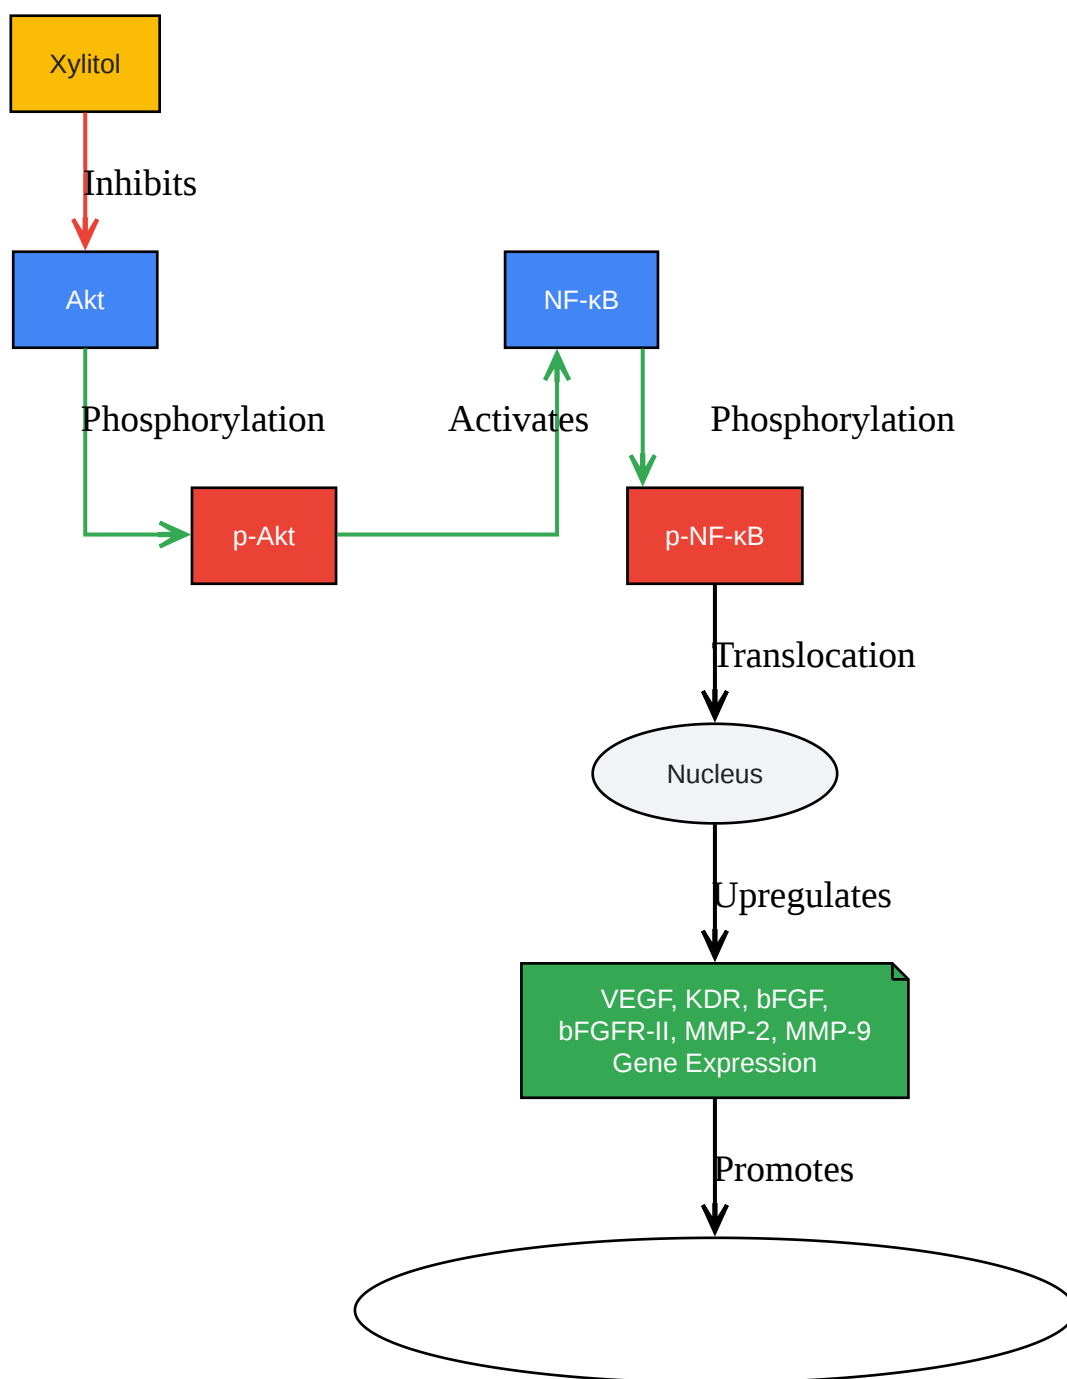 Xylitol
Inhibits
Akt
NF-κB
Phosphorylation
Activates
Phosphorylation
p-Akt
p-NF-κB
Translocation
Nucleus
Upregulates
VEGF, KDR, bFGF,
bFGFR-II, MMP-2, MMP-9
Gene Expression
Promotes